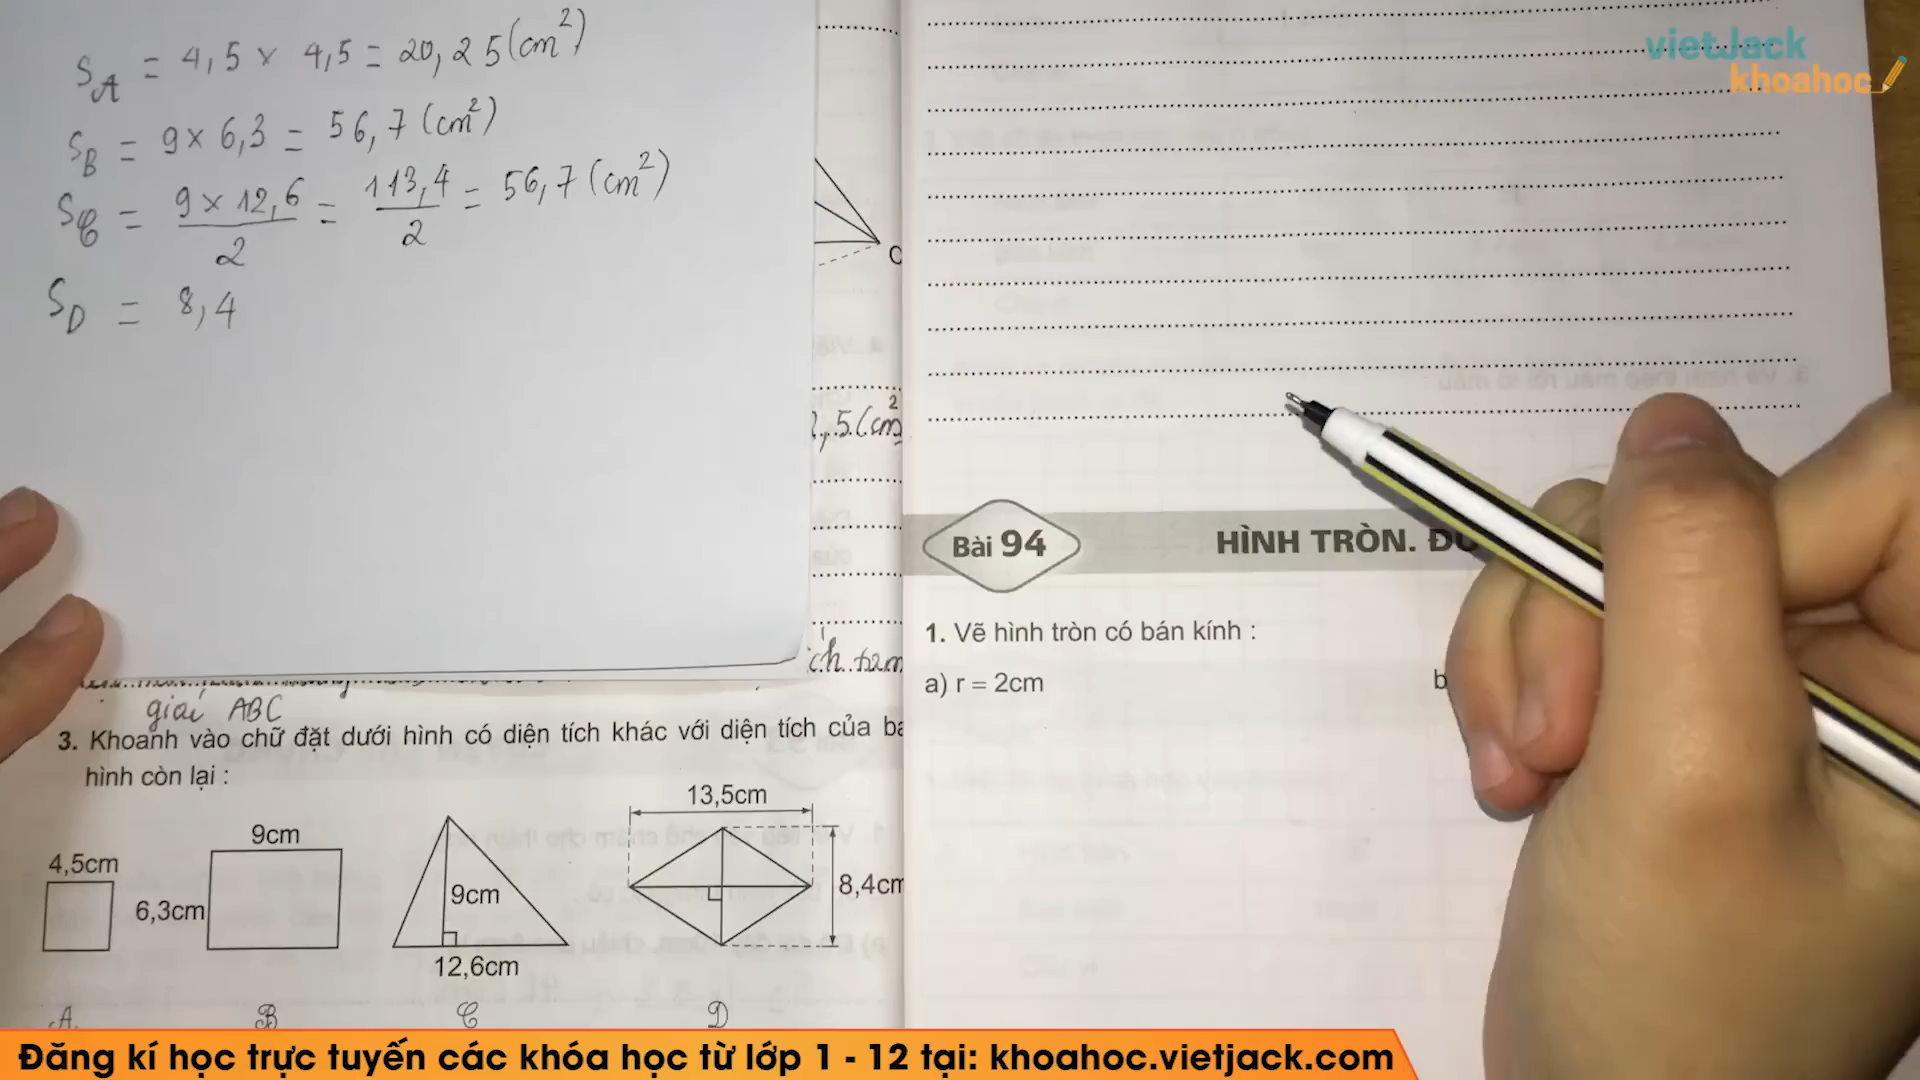 S_A = 4,5 × 4,5 = 20,25 (cm²)
S_B = 9 × 6,3 = 56,7 (cm²)
S_C = 9 × 12,6 / 2 = 113,4 / 2 = 56,7 (cm²)
S_D = 8,4
C
,5 (cm²
giác ABC
3. Khoanh vào chữ đặt dưới hình có diện tích khác với diện tích của
hình còn lại :
4,5cm
9cm
6,3cm
9cm
12,6cm
13,5cm
8,4cm
A
B
C
D
vietJack
khoahoc
Bài 94
HÌNH TRÒN.
1. Vẽ hình tròn có bán kính :
a) r = 2cm
b
Đăng kí học trực tuyến các khóa học từ lớp 1 - 12 tại: khoahoc.vietjack.com